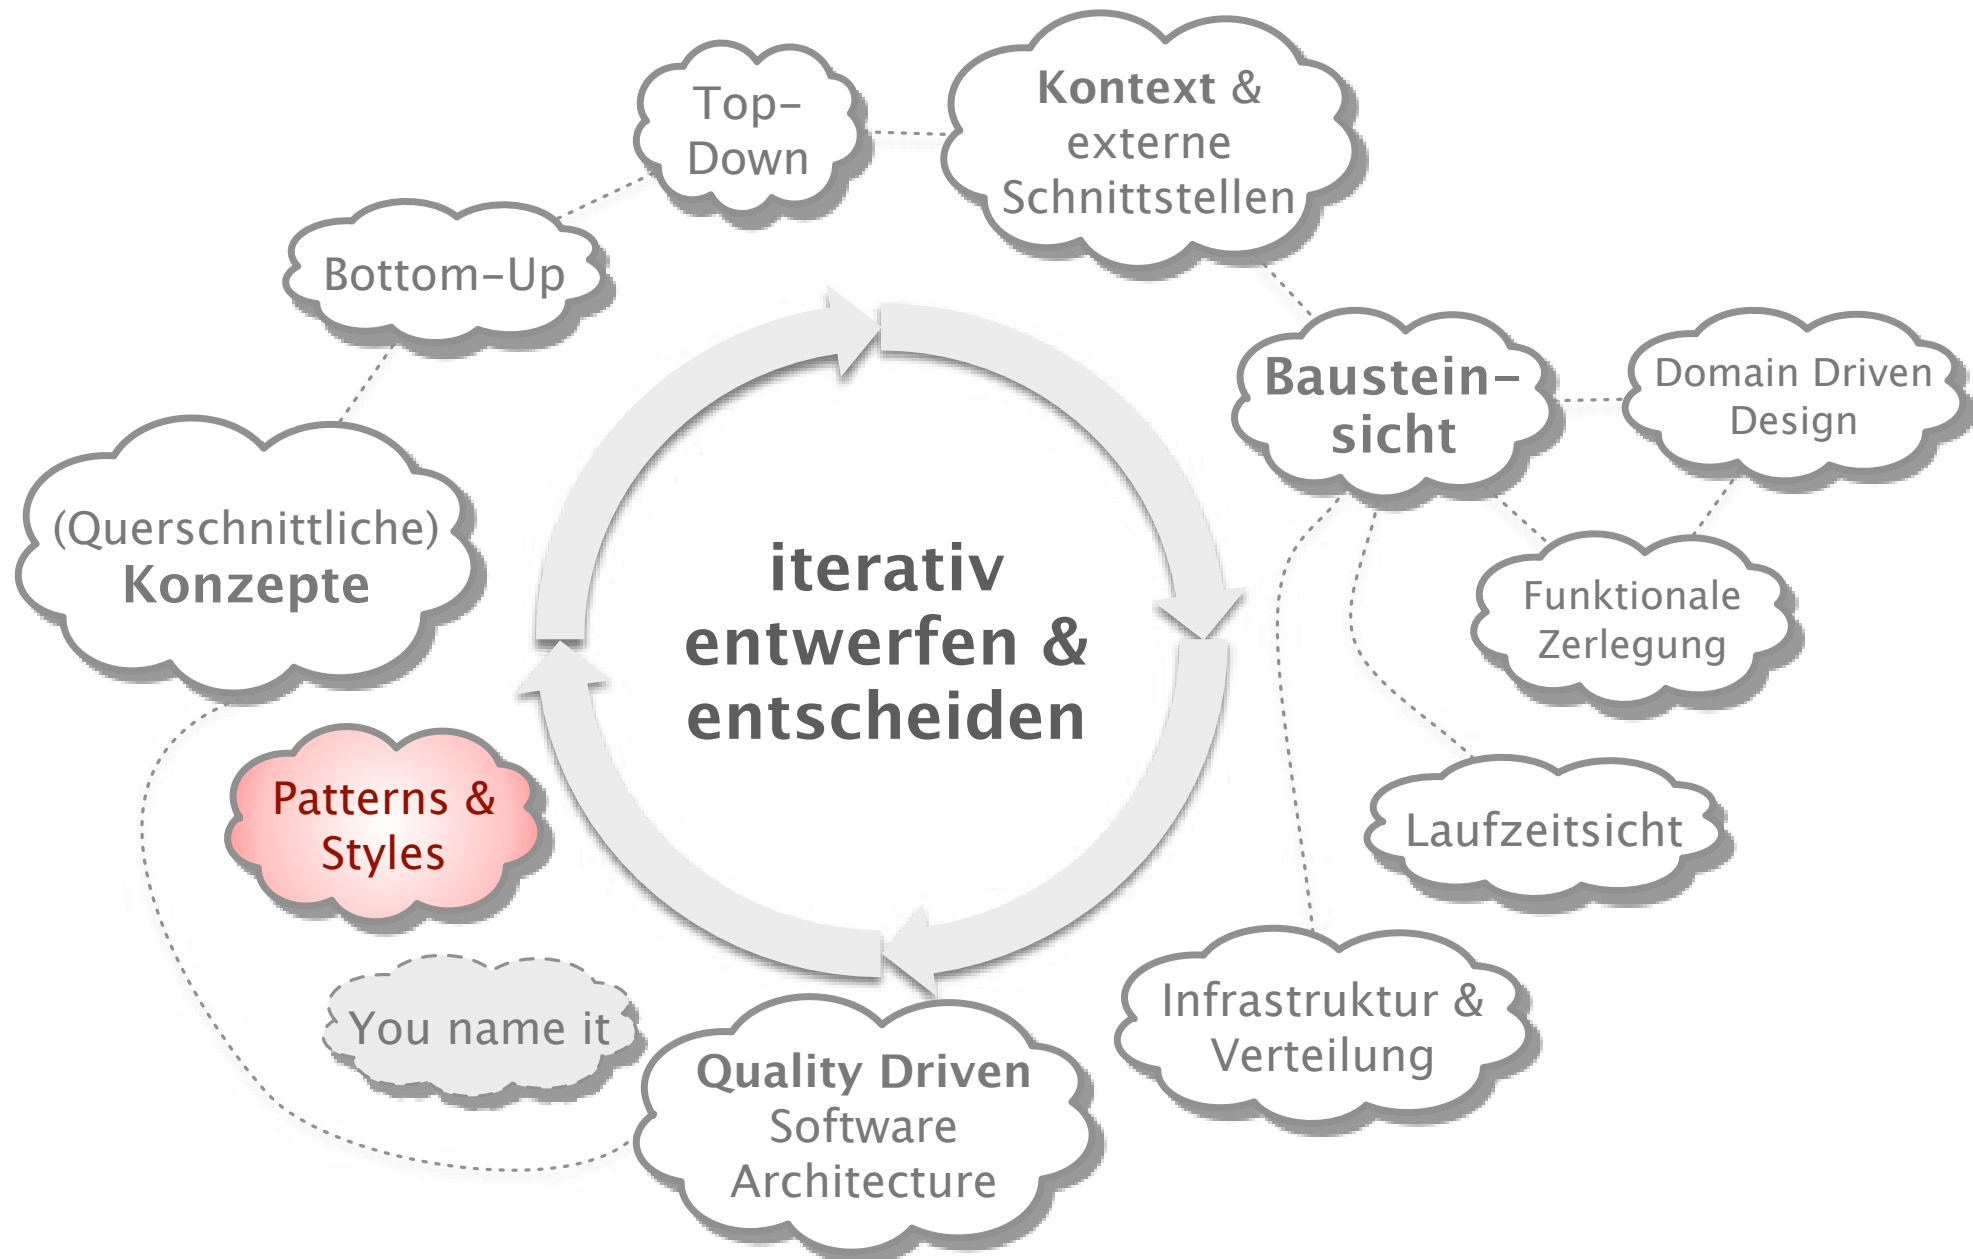 Top-
Down
Kontext &
externe
Schnittstellen
Bottom-Up
Baustein-
sicht
Domain Driven
Design
(Querschnittliche)
Konzepte
iterativ
entwerfen &
entscheiden
Funktionale
Zerlegung
Patterns &
Styles
Laufzeitsicht
You name it
Infrastruktur &
Verteilung
Quality Driven
Software
Architecture